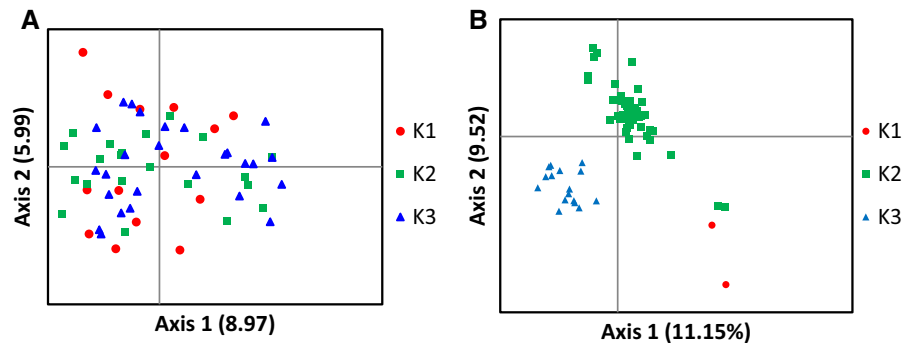 A
Axis 2 (5.99)
Axis 1 (8.97)
K1
K2
K3
B
Axis 2 (9.52)
Axis 1 (11.15%)
K1
K2
K3